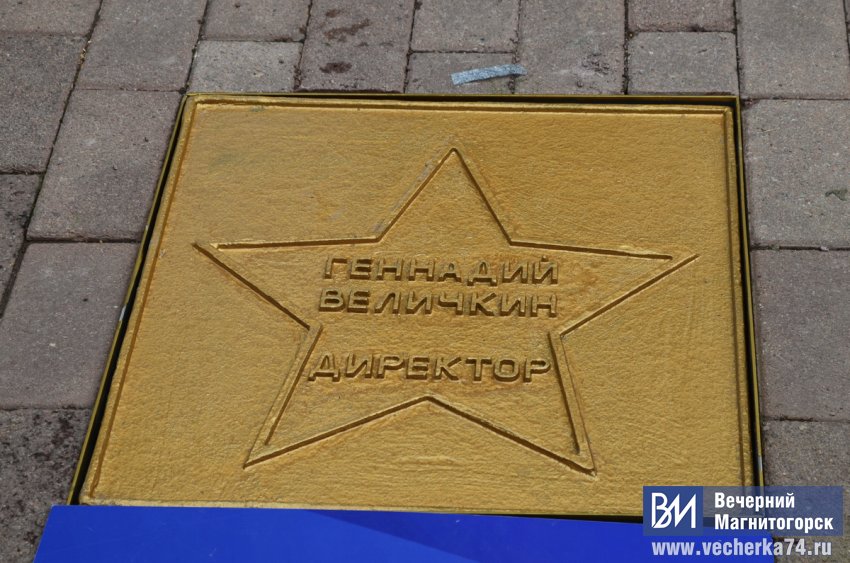 ГЕННАДИЙ
ВЕЛИЧКИН
ДИРЕКТОР
ВМ Вечерний
Магнитогорск
www.vecherka74.ru